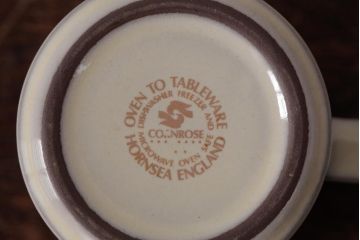 OVEN TO TABLEWARE
DISHWASHER FREEZER AND
CORNROSE
MICROWAVE OVEN SAFE
HORNSEA ENGLAND